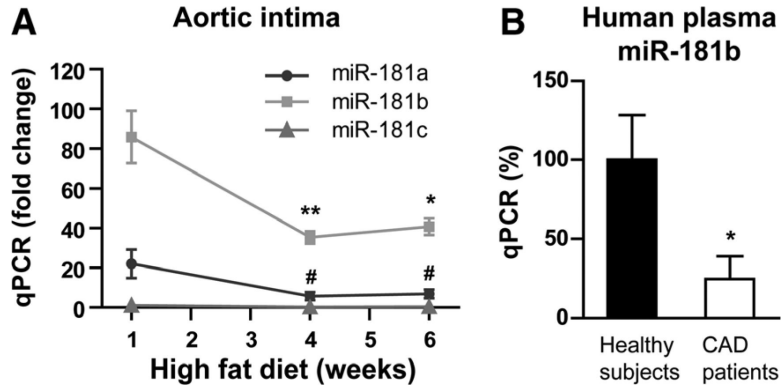 A
Aortic intima
qPCR (fold change)
120
100
80
60
40
20
0
miR-181a
miR-181b
miR-181c
**
*
#
#
1 2 3 4 5 6
High fat diet (weeks)
B
Human plasma
miR-181b
qPCR (%)
150
100
50
0
*
Healthy
subjects
CAD
patients